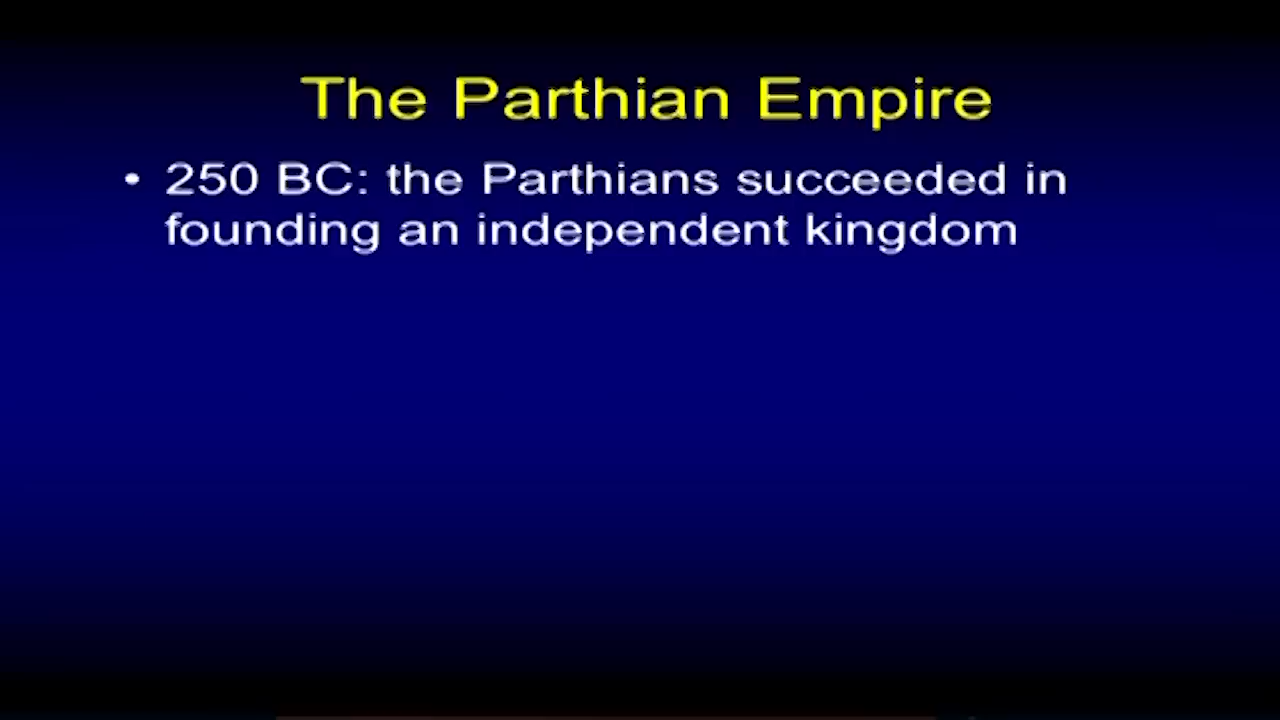 The Parthian Empire
• 250 BC: the Parthians succeeded in
founding an independent kingdom